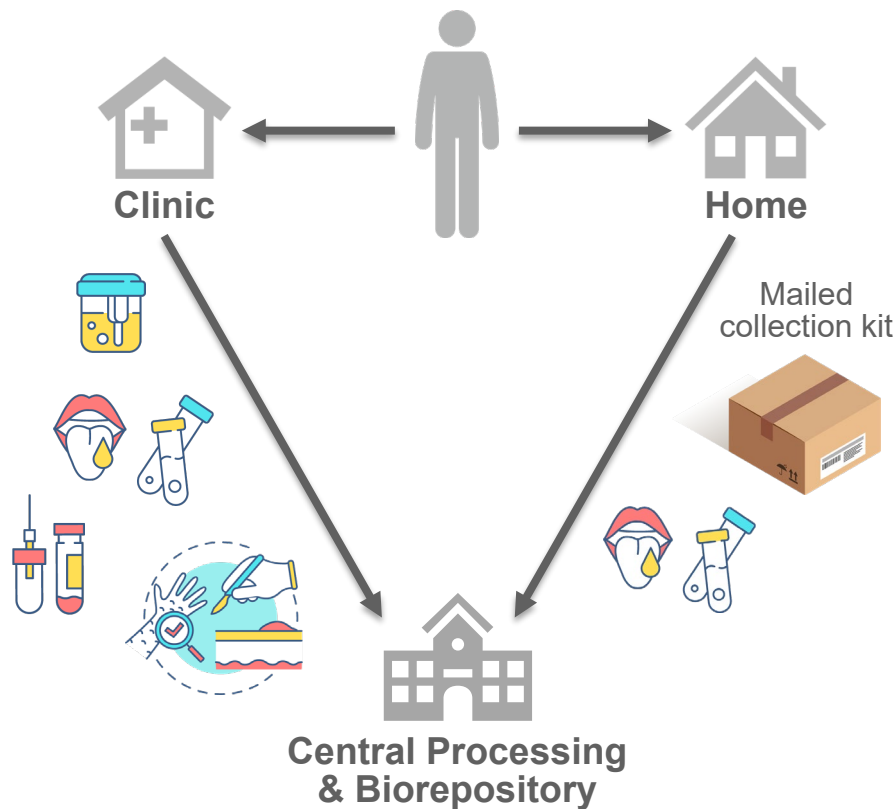 Clinic
Home
Mailed
collection kit
Central Processing
& Biorepository